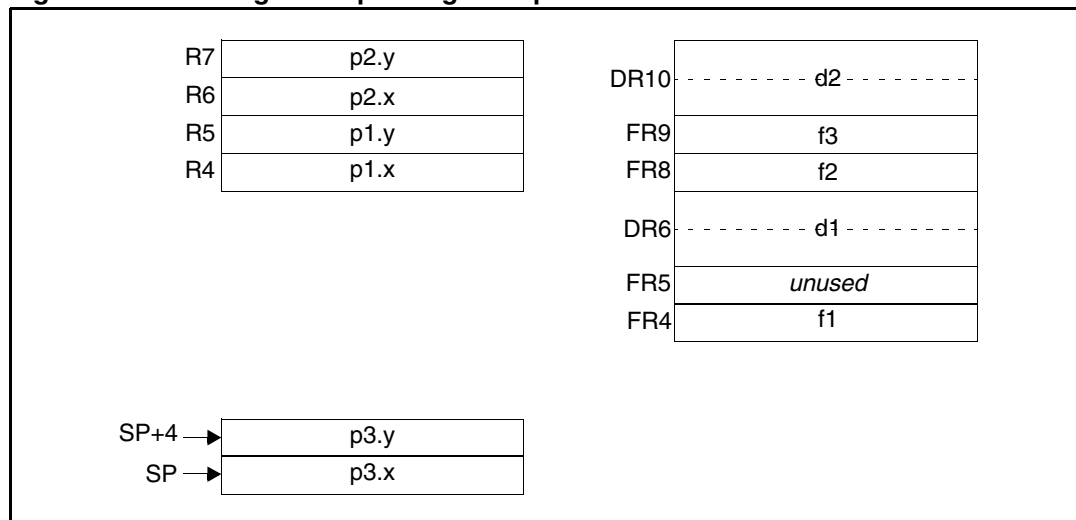 R7 p2.y
R6 p2.x
R5 p1.y
R4 p1.x
DR10 d2
FR9 f3
FR8 f2
DR6 d1
FR5 unused
FR4 f1
SP+4 p3.y
SP p3.x